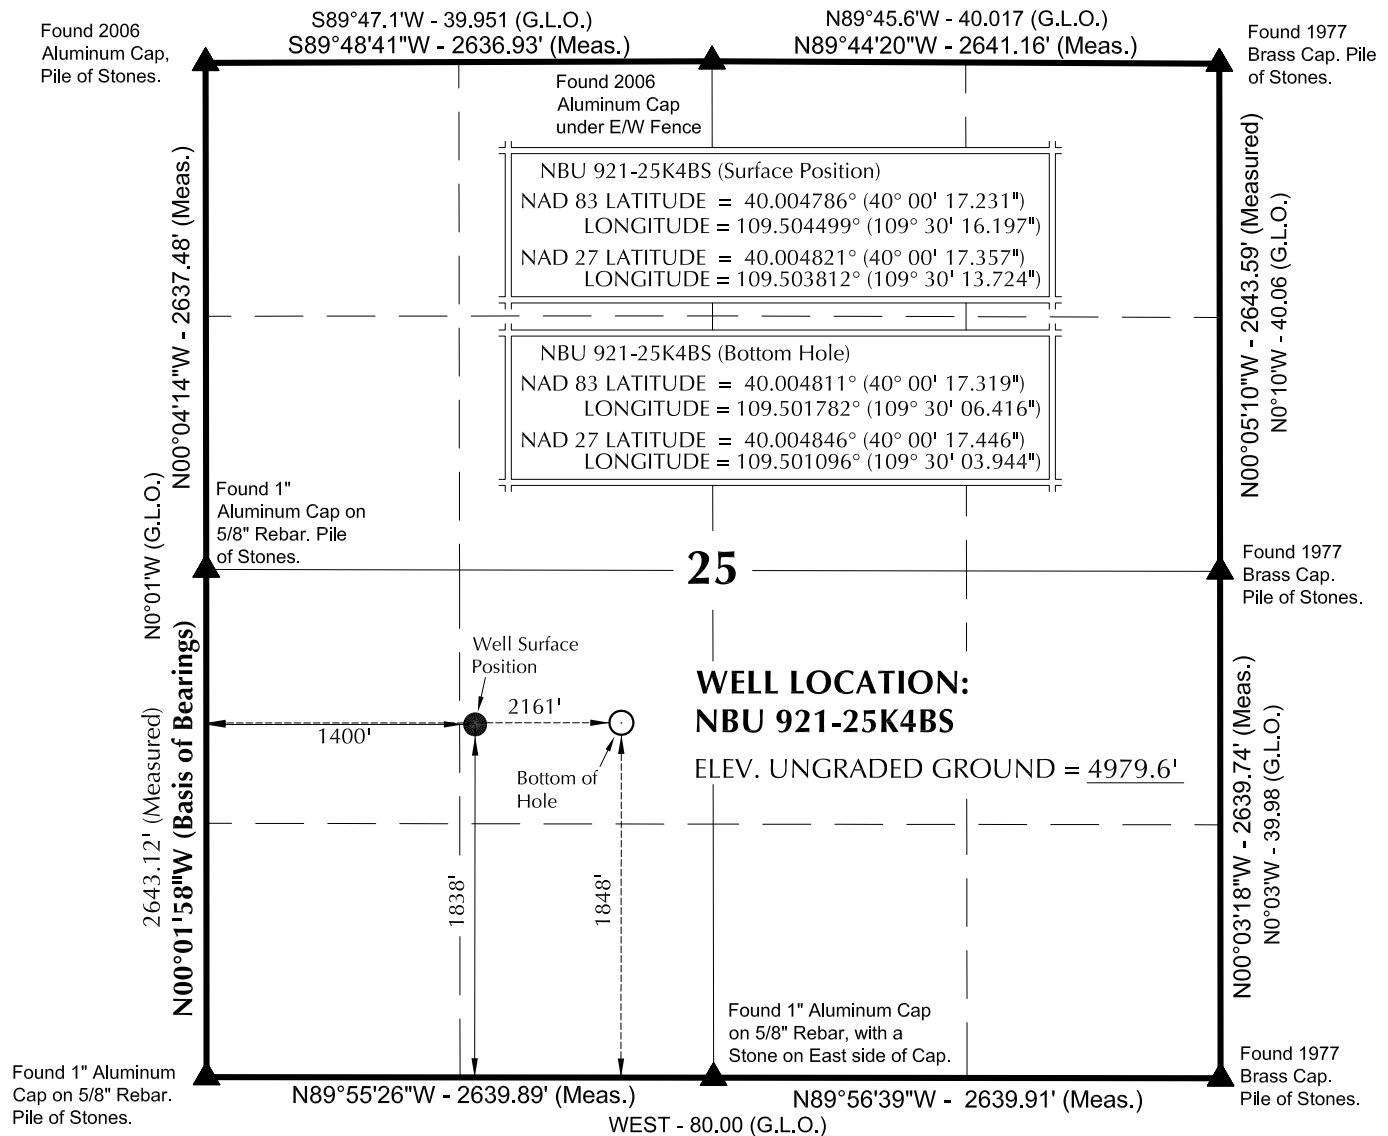 S89°47.1'W - 39.951 (G.L.O.)
S89°48'41"W - 2636.93' (Meas.)
N89°45.6'W - 40.017 (G.L.O.)
N89°44'20"W - 2641.16' (Meas.)
Found 2006
Aluminum Cap,
Pile of Stones.
Found 1977
Brass Cap. Pile
of Stones.
Found 2006
Aluminum Cap
under E/W Fence
NBU 921-25K4BS (Surface Position)
NAD 83 LATITUDE = 40.004786° (40° 00' 17.231")
LONGITUDE = 109.504499° (109° 30' 16.197")
NAD 27 LATITUDE = 40.004821° (40° 00' 17.357")
LONGITUDE = 109.503812° (109° 30' 13.724")
NBU 921-25K4BS (Bottom Hole)
NAD 83 LATITUDE = 40.004811° (40° 00' 17.319")
LONGITUDE = 109.501782° (109° 30' 06.416")
NAD 27 LATITUDE = 40.004846° (40° 00' 17.446")
LONGITUDE = 109.501096° (109° 30' 03.944")
N00°04'14"W - 2637.48' (Meas.)
N00°05'10"W - 2643.59' (Measured)
N0°10'W - 40.06 (G.L.O.)
Found 1"
Aluminum Cap on
5/8" Rebar. Pile
of Stones.
N0°01'W (G.L.O.)
25
Found 1977
Brass Cap.
Pile of Stones.
Well Surface
Position
2161'
1400'
Bottom of
Hole
WELL LOCATION:
NBU 921-25K4BS
ELEV. UNGRADED GROUND = 4979.6'
2643.12' (Measured)
N00°01'58"W (Basis of Bearings)
1838'
1848'
N00°03'18"W - 2639.74' (Meas.)
N0°03'W - 39.98 (G.L.O.)
Found 1" Aluminum Cap
on 5/8" Rebar, with a
Stone on East side of Cap.
Found 1" Aluminum
Cap on 5/8" Rebar.
Pile of Stones.
Found 1977
Brass Cap.
Pile of Stones.
N89°55'26"W - 2639.89' (Meas.)
N89°56'39"W - 2639.91' (Meas.)
WEST - 80.00 (G.L.O.)